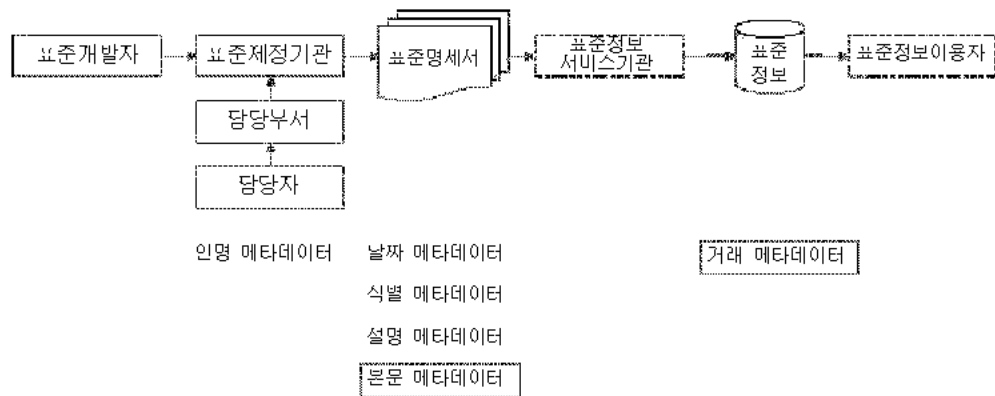 표준개발자
표준제정기관
표준명세서
표준정보
서비스기관
표준
정보
표준정보이용자
담당부서
담당자
인명 메타데이터
날짜 메타데이터
거래 메타데이터
식별 메타데이터
설명 메타데이터
본문 메타데이터